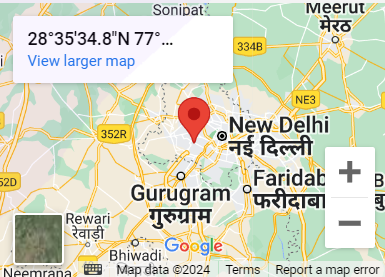 Sonipat
Meerut
मेरठ
28°35'34.8"N 77°...
View larger map
334B
NE3
352R
New Delhi
नई दिल्ली
Gurugram
गुरुग्राम
Faridab
फरीदाबा
52D
Rewari
रेवाड़ी
Bhiwadi
Neemrana
Google
Map data ©2024 Terms Report a map error